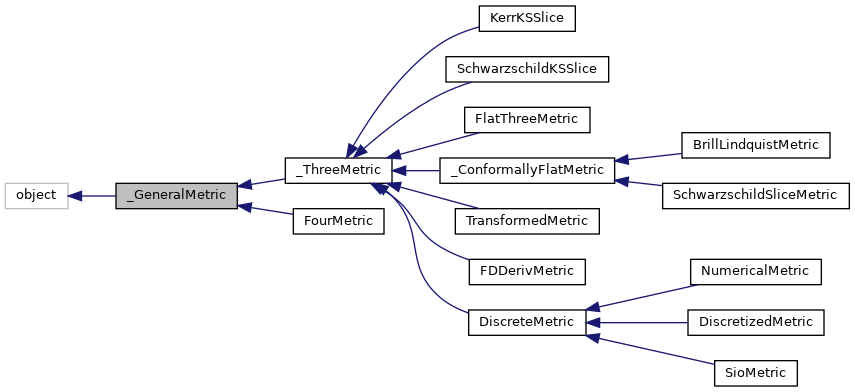 KerrKSSlice
SchwarzschildKSSlice
FlatThreeMetric
BrillLindquistMetric
_ThreeMetric
_ConformallyFlatMetric
object
_GeneralMetric
SchwarzschildSliceMetric
FourMetric
TransformedMetric
FDDerivMetric
NumericalMetric
DiscreteMetric
DiscretizedMetric
SioMetric